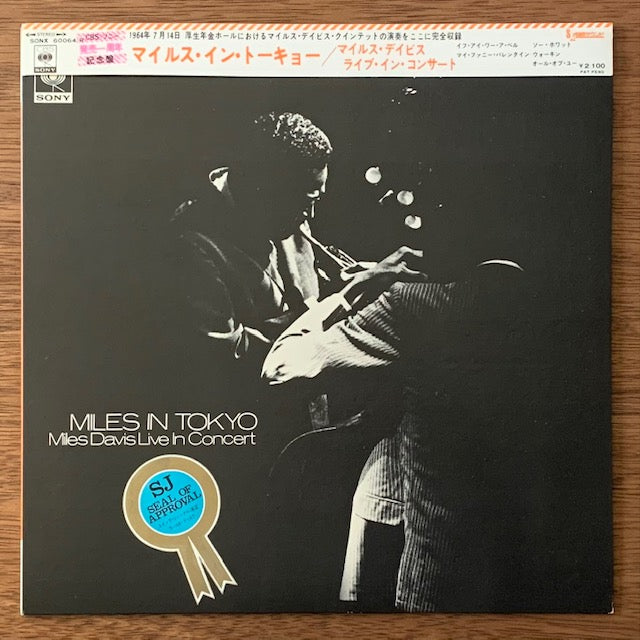 STEREO
SONX 60064-R
CBS
SONY
SONY
発売一周年
記念盤
1964年7月14日 厚生年金ホールにおけるマイルス・デイビス・クインテットの演奏をここに完全収録
マイルス・イン・トーキョー/マイルス・デイビス
ライブ・イン・コンサート
イフ・アイ・ワー・ア・ベル ソー・ホワット
マイ・ファニー・バレンタイン ウォーキン
オール・オブ・ユー ¥2,100
MILES IN TOKYO
Miles Davis Live In Concert
SJ
SEAL OF
APPROVAL